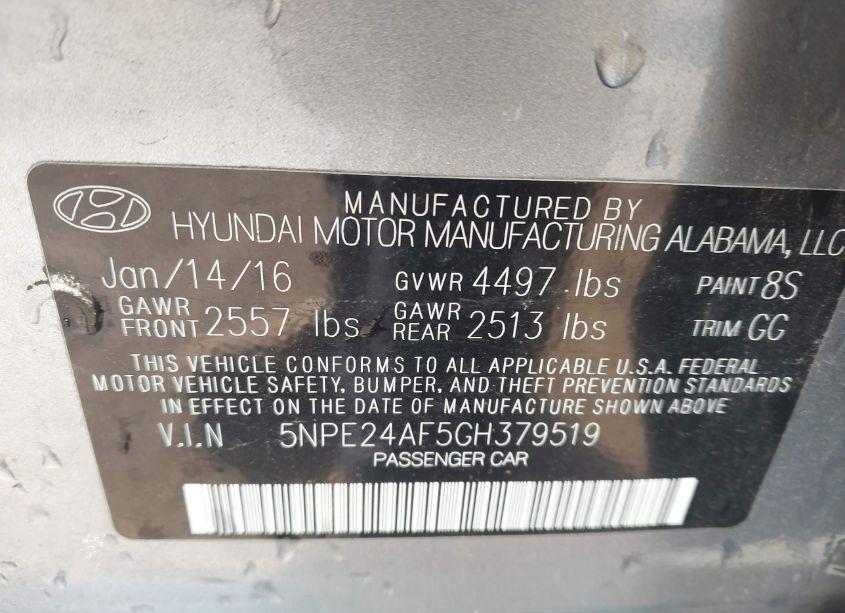 MANUFACTURED BY
HYUNDAI MOTOR MANUFACTURING ALABAMA, LLC
Jan/14/16 GVWR 4497 lbs PAINT 8S
GAWR FRONT 2557 lbs GAWR REAR 2513 lbs TRIM GG
THIS VEHICLE CONFORMS TO ALL APPLICABLE U.S.A. FEDERAL
MOTOR VEHICLE SAFETY, BUMPER, AND THEFT PREVENTION STANDARDS
IN EFFECT ON THE DATE OF MANUFACTURE SHOWN ABOVE.
V.I.N 5NPE24AF5GH379519
PASSENGER CAR